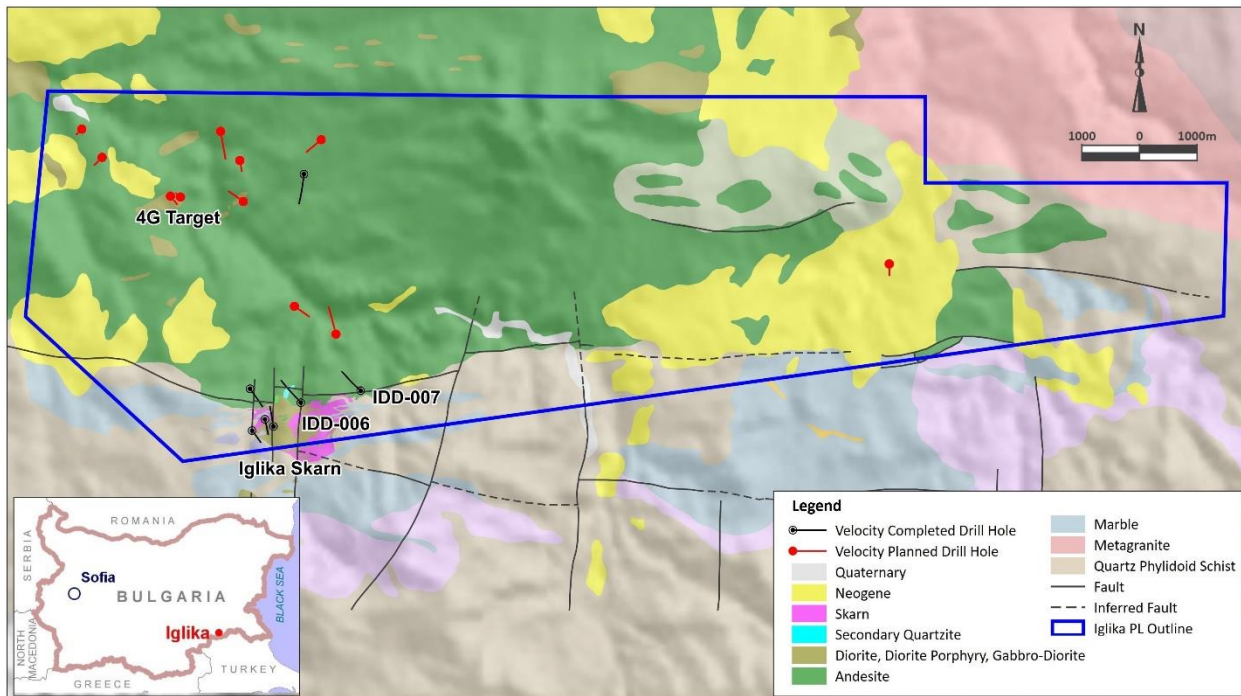 N
1000 0 1000m
4G Target
IDD-007
IDD-006
Iglika Skarn
ROMANIA
SERBIA
Sofia
BULGARIA
BLACK SEA
Iglika
NORTH
MACEDONIA
TURKEY
GREECE
Legend
Velocity Completed Drill Hole
Velocity Planned Drill Hole
Quaternary
Neogene
Skarn
Secondary Quartzite
Diorite, Diorite Porphyry, Gabbro-Diorite
Andesite
Marble
Metagranite
Quartz Phylidoid Schist
Fault
Inferred Fault
Iglika PL Outline